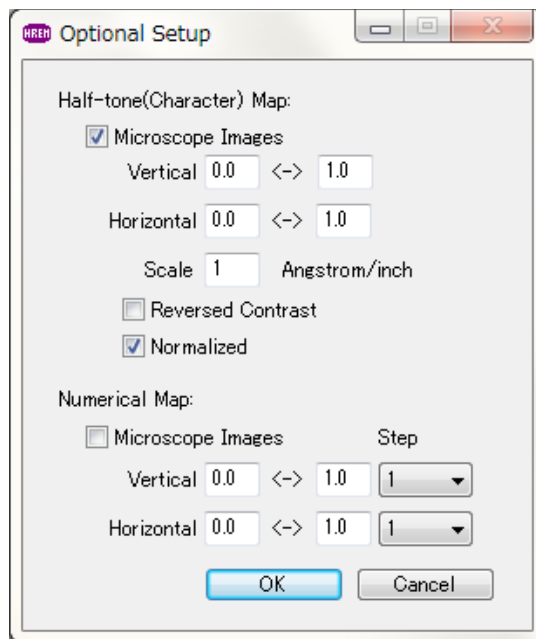 HREM Optional Setup
Half-tone(Character) Map:
Microscope Images
Vertical 0.0 <-> 1.0
Horizontal 0.0 <-> 1.0
Scale 1 Angstrom/inch
Reversed Contrast
Normalized
Numerical Map:
Microscope Images Step
Vertical 0.0 <-> 1.0 1
Horizontal 0.0 <-> 1.0 1
OK Cancel